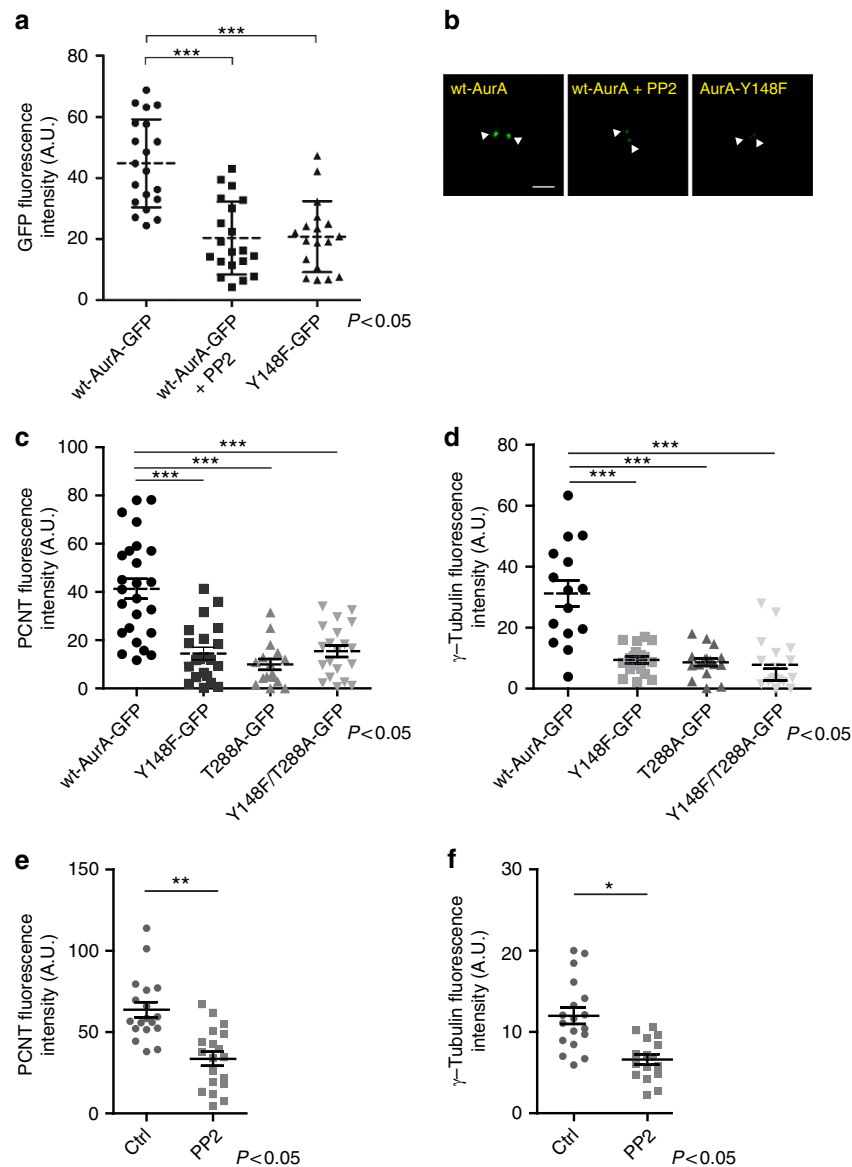 a
***
***
80
60
40
20
0
GFP fluorescence
intensity (A.U.)
wt-AurA-GFP
wt-AurA-GFP
+ PP2
Y148F-GFP
P<0.05
b
wt-AurA
wt-AurA + PP2
AurA-Y148F
c
***
***
***
100
80
60
40
20
0
PCNT fluorescence
intensity (A.U.)
wt-AurA-GFP
Y148F-GFP
T288A-GFP
Y148F/T288A-GFP
P<0.05
d
***
***
***
80
60
40
20
0
γ–Tubulin fluorescence
intensity (A.U.)
wt-AurA-GFP
Y148F-GFP
T288A-GFP
Y148F/T288A-GFP
P<0.05
e
**
150
100
50
0
PCNT fluorescence
intensity (A.U.)
Ctrl
PP2
P<0.05
f
*
30
20
10
0
γ–Tubulin fluorescence
intensity (A.U.)
Ctrl
PP2
P<0.05